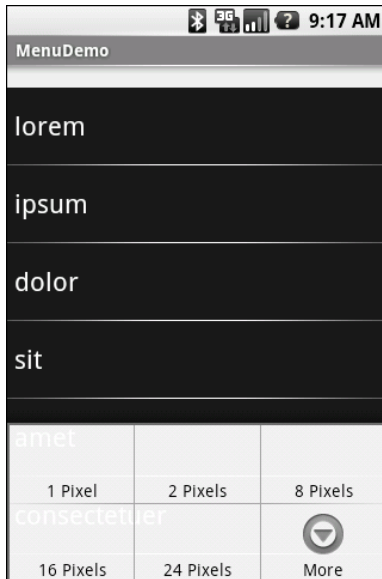 3G 9:17 AM
MenuDemo
lorem
ipsum
dolor
sit
amet
1 Pixel 2 Pixels 8 Pixels
consectetuer
16 Pixels 24 Pixels More